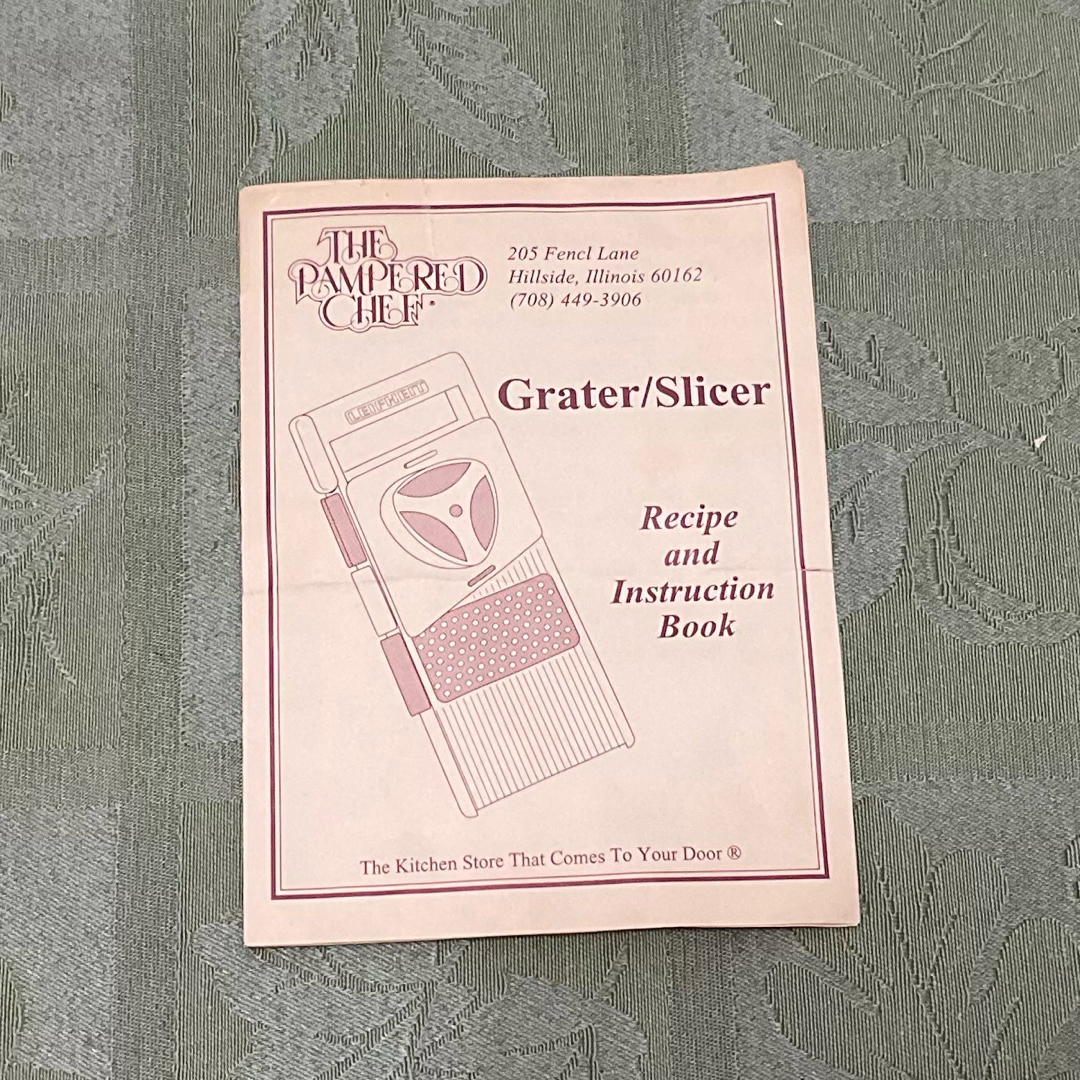 THE
PAMPERED
CHEF®
205 Fencl Lane
Hillside, Illinois 60162
(708) 449-3906
LEIFHEIT
Grater/Slicer
Recipe
and
Instruction
Book
The Kitchen Store That Comes To Your Door ®